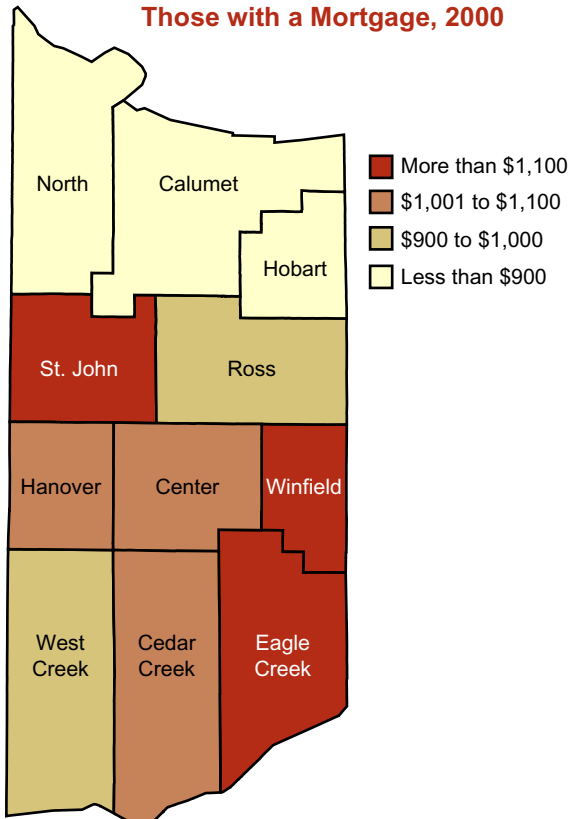 Those with a Mortgage, 2000
More than $1,100
$1,001 to $1,100
$900 to $1,000
Less than $900
North
Calumet
Hobart
St. John
Ross
Hanover
Center
Winfield
West
Creek
Cedar
Creek
Eagle
Creek